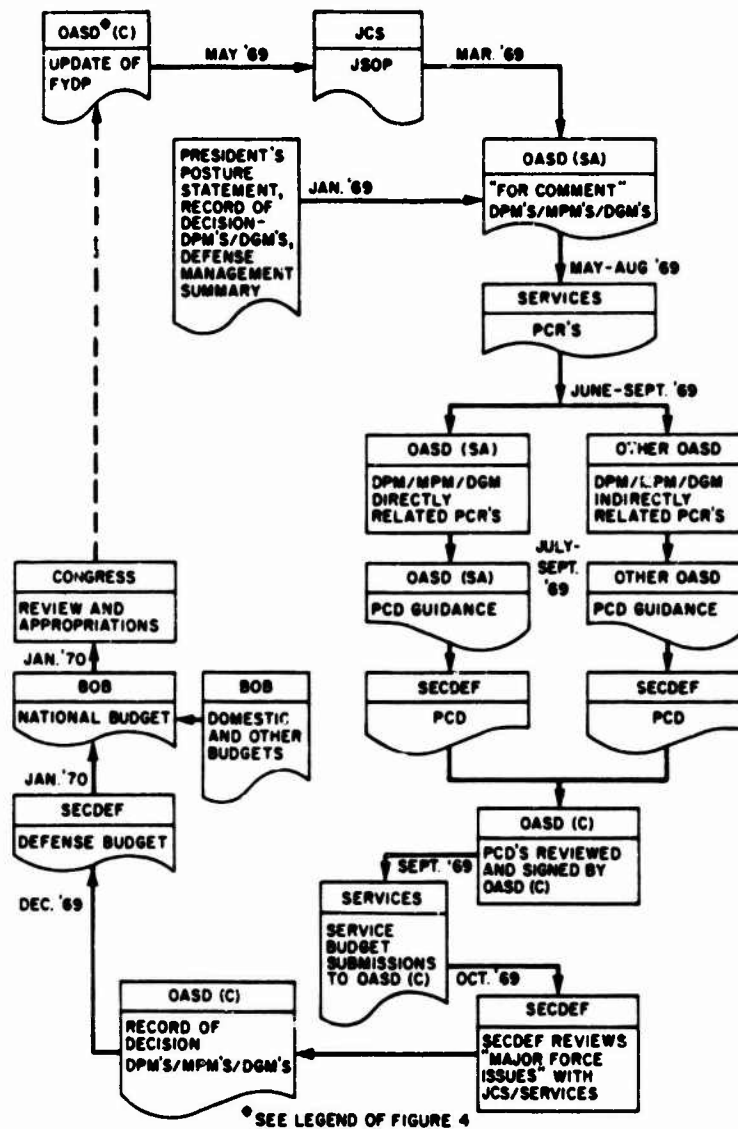 OASD* (C)
UPDATE OF
FYDP
MAY '69
JCS
JSOP
MAR. '69
PRESIDENT'S
POSTURE
STATEMENT,
RECORD OF
DECISION-
DPM'S/DGM'S,
DEFENSE
MANAGEMENT
SUMMARY
JAN. '69
OASD (SA)
"FOR COMMENT"
DPM'S/MPM'S/DGM'S
MAY-AUG '69
SERVICES
PCR'S
JUNE-SEPT. '69
OASD (SA)
DPM/MPM/DGM
DIRECTLY
RELATED PCR'S
OTHER OASD
DPM/MPM/DGM
INDIRECTLY
RELATED PCR'S
JULY-
SEPT.
'69
OASD (SA)
PCD GUIDANCE
OTHER OASD
PCD GUIDANCE
SECDEF
PCD
SECDEF
PCD
OASD (C)
PCD'S REVIEWED
AND SIGNED BY
OASD (C)
SEPT. '69
SERVICES
SERVICE
BUDGET
SUBMISSIONS
TO OASD (C)
OCT. '69
SECDEF
SECDEF REVIEWS
"MAJOR FORCE
ISSUES" WITH
JCS/SERVICES
OASD (C)
RECORD OF
DECISION
DPM'S/MPM'S/DGM'S
DEC. '69
SECDEF
DEFENSE BUDGET
JAN. '70
BOB
NATIONAL BUDGET
BOB
DOMESTIC
AND OTHER
BUDGETS
JAN. '70
CONGRESS
REVIEW AND
APPROPRIATIONS
*SEE LEGEND OF FIGURE 4